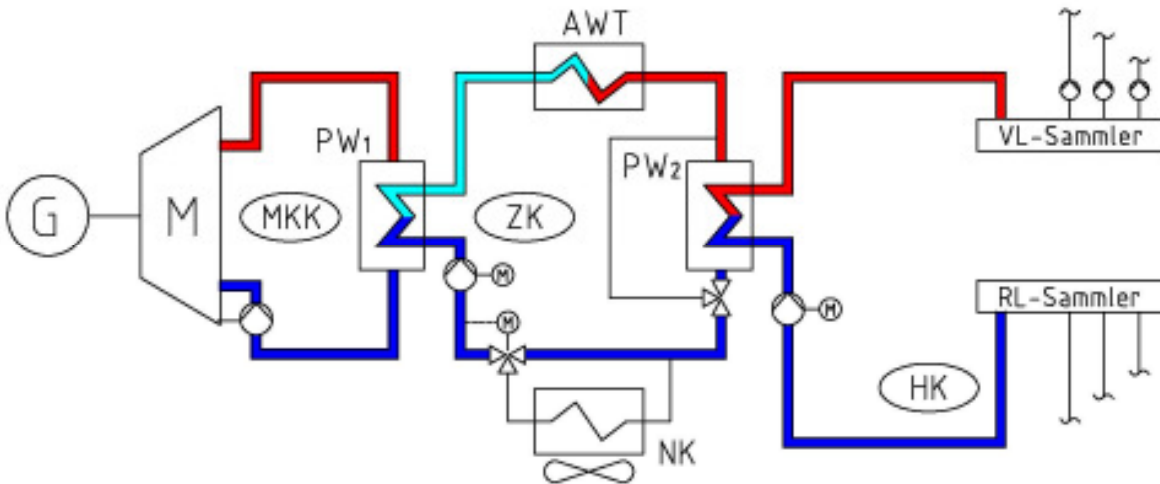 AWT
VL-Sammler
PW1
PW2
G
M
MKK
ZK
M
RL-Sammler
M
M
HK
NK